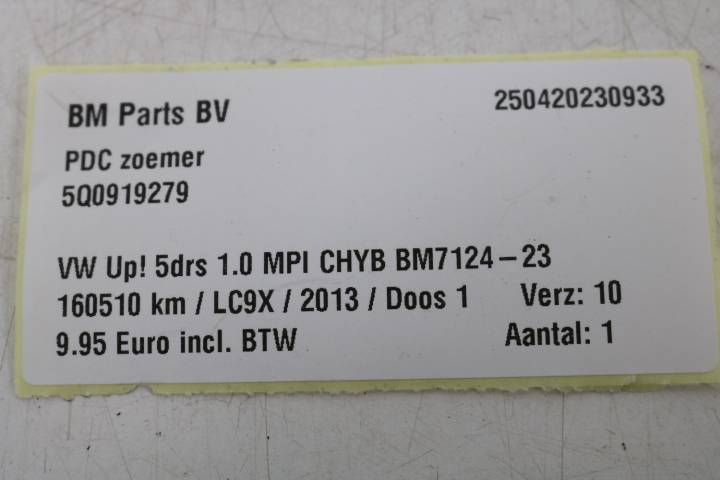 BM Parts BV 250420230933
PDC zoemer
5Q0919279
VW Up! 5drs 1.0 MPI CHYB BM7124-23
160510 km / LC9X / 2013 / Doos 1 Verz: 10
9.95 Euro incl. BTW Aantal: 1